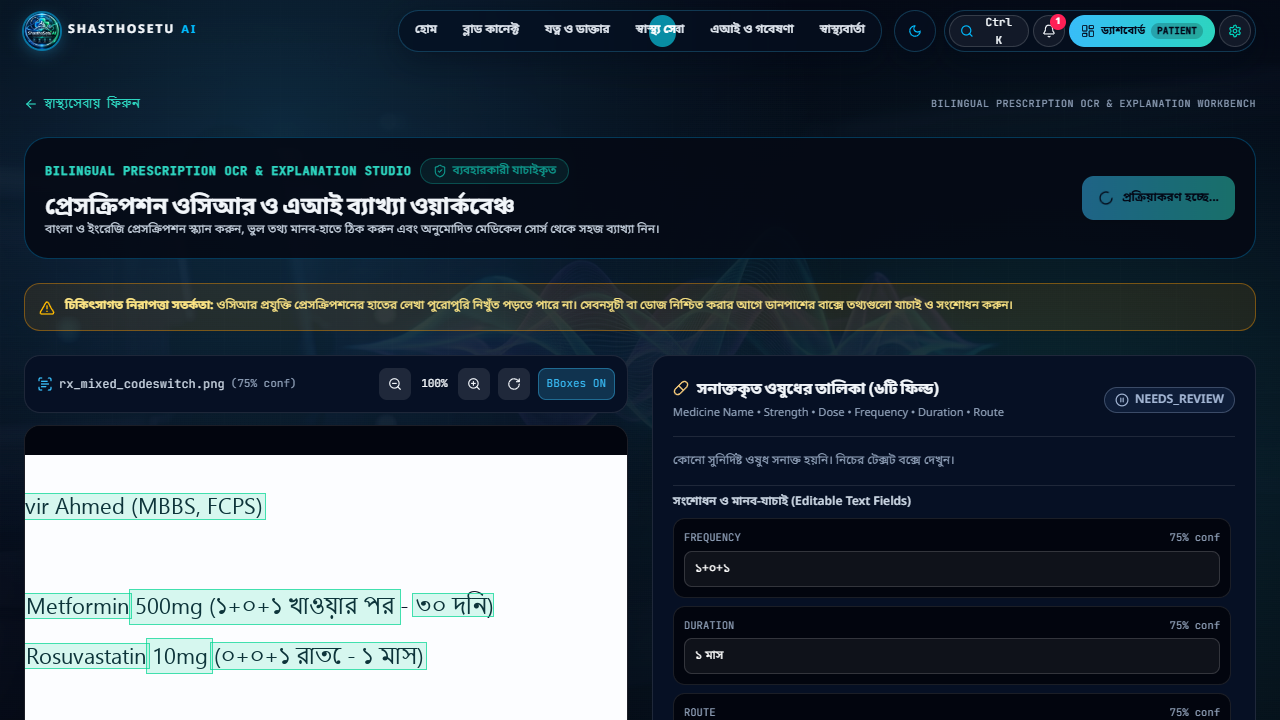 SHASTHOSETU AI
হোম
ব্লাড কানেক্ট
যত্ন ও ডাক্তার
স্বাস্থ্য সেবা
এআই ও গবেষণা
স্বাস্থ্যবার্তা
Ctrl K
1
ড্যাশবোর্ড PATIENT
স্বাস্থ্যসেবায় ফিরুন
BILINGUAL PRESCRIPTION OCR & EXPLANATION WORKBENCH
BILINGUAL PRESCRIPTION OCR & EXPLANATION STUDIO
ব্যবহারকারী যাচাইকৃত
প্রেসক্রিপশন ওসিআর ও এআই ব্যাখ্যা ওয়ার্কবেঞ্চ
বাংলা ও ইংরেজি প্রেসক্রিপশন স্ক্যান করুন, ভুল তথ্য মানব-হাতে ঠিক করুন এবং অনুমোদিত মেডিকেল সোর্স থেকে সহজ ব্যাখ্যা নিন।
প্রক্রিয়াকরণ হচ্ছে...
চিকিৎসাগত নিরাপত্তা সতর্কতা: ওসিআর প্রযুক্তি প্রেসক্রিপশনের হাতের লেখা পুরোপুরি নিখুঁত পড়তে পারে না। সেবনসূচী বা ডোজ নিশ্চিত করার আগে ডানপাশের বাক্সে তথ্যগুলো যাচাই ও সংশোধন করুন।
rx_mixed_codeswitch.png (75% conf)
100%
BBoxes ON
vir Ahmed (MBBS, FCPS)
Metformin 500mg (১+০+১ খাওয়ার পর - ৩০ দিন)
Rosuvastatin 10mg (০+০+১ রাতে - ১ মাস)
সনাক্তকৃত ওষুধের তালিকা (৬টি ফিল্ড)
Medicine Name • Strength • Dose • Frequency • Duration • Route
NEEDS_REVIEW
কোনো সুনির্দিষ্ট ওষুধ সনাক্ত হয়নি। নিচের টেক্সট বক্সে দেখুন।
সংশোধন ও মানব-যাচাই (Editable Text Fields)
FREQUENCY 75% conf
১+০+১
DURATION 75% conf
১ মাস
ROUTE 75% conf